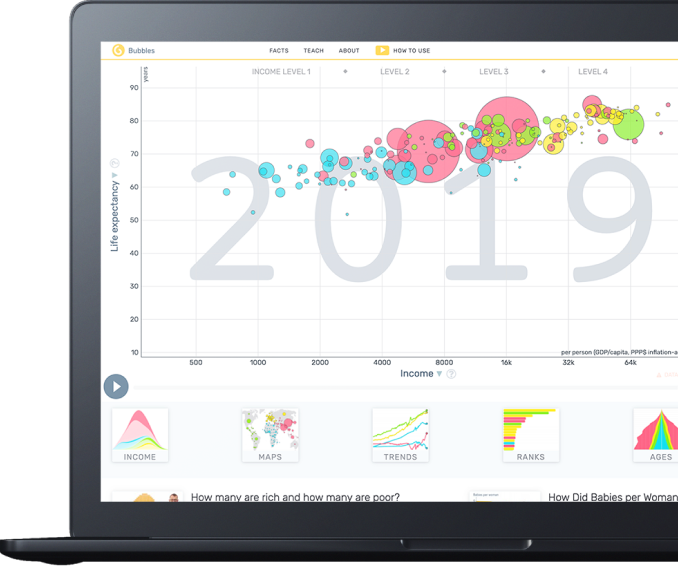 Bubbles FACTS TEACH ABOUT HOW TO USE
INCOME LEVEL 1 LEVEL 2 LEVEL 3 LEVEL 4
years
90
80
70
60
50
40
30
20
10
Life expectancy
2019
per person (GDP/capita, PPP$ inflation-a
500 1000 2000 4000 8000 16k 32k 64k
Income
INCOME MAPS TRENDS RANKS AGES
How many are rich and how many are poor? How Did Babies per Woman